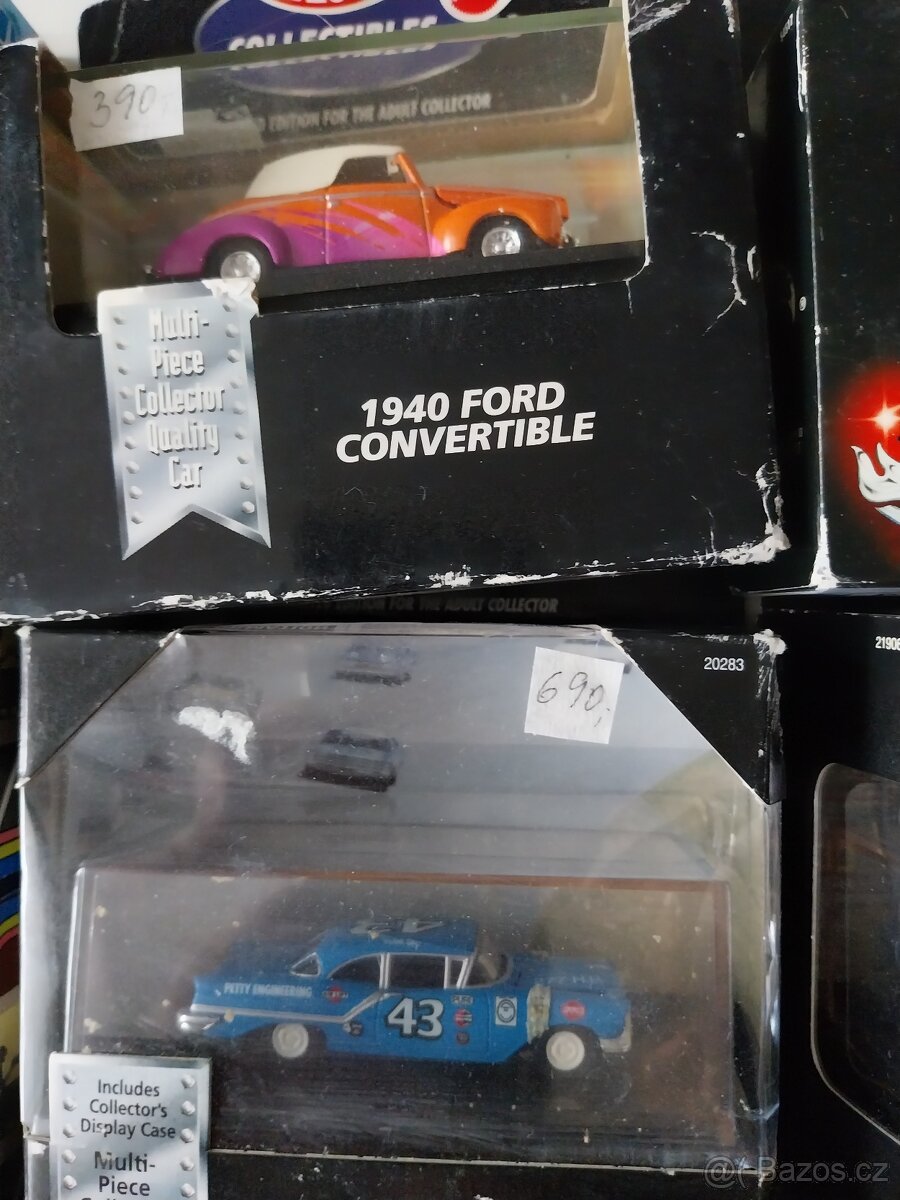 COLLECTIBLES
390,
EDITION FOR THE ADULT COLLECTOR
Multi-
Piece
Collector
Quality
Car
1940 FORD
CONVERTIBLE
EDITION FOR THE ADULT COLLECTOR
20283
21906
690,-
PETTY ENGINEERING
43
PURE
Includes
Collector's
Display Case
Multi-
Piece
@( Bazos.cz